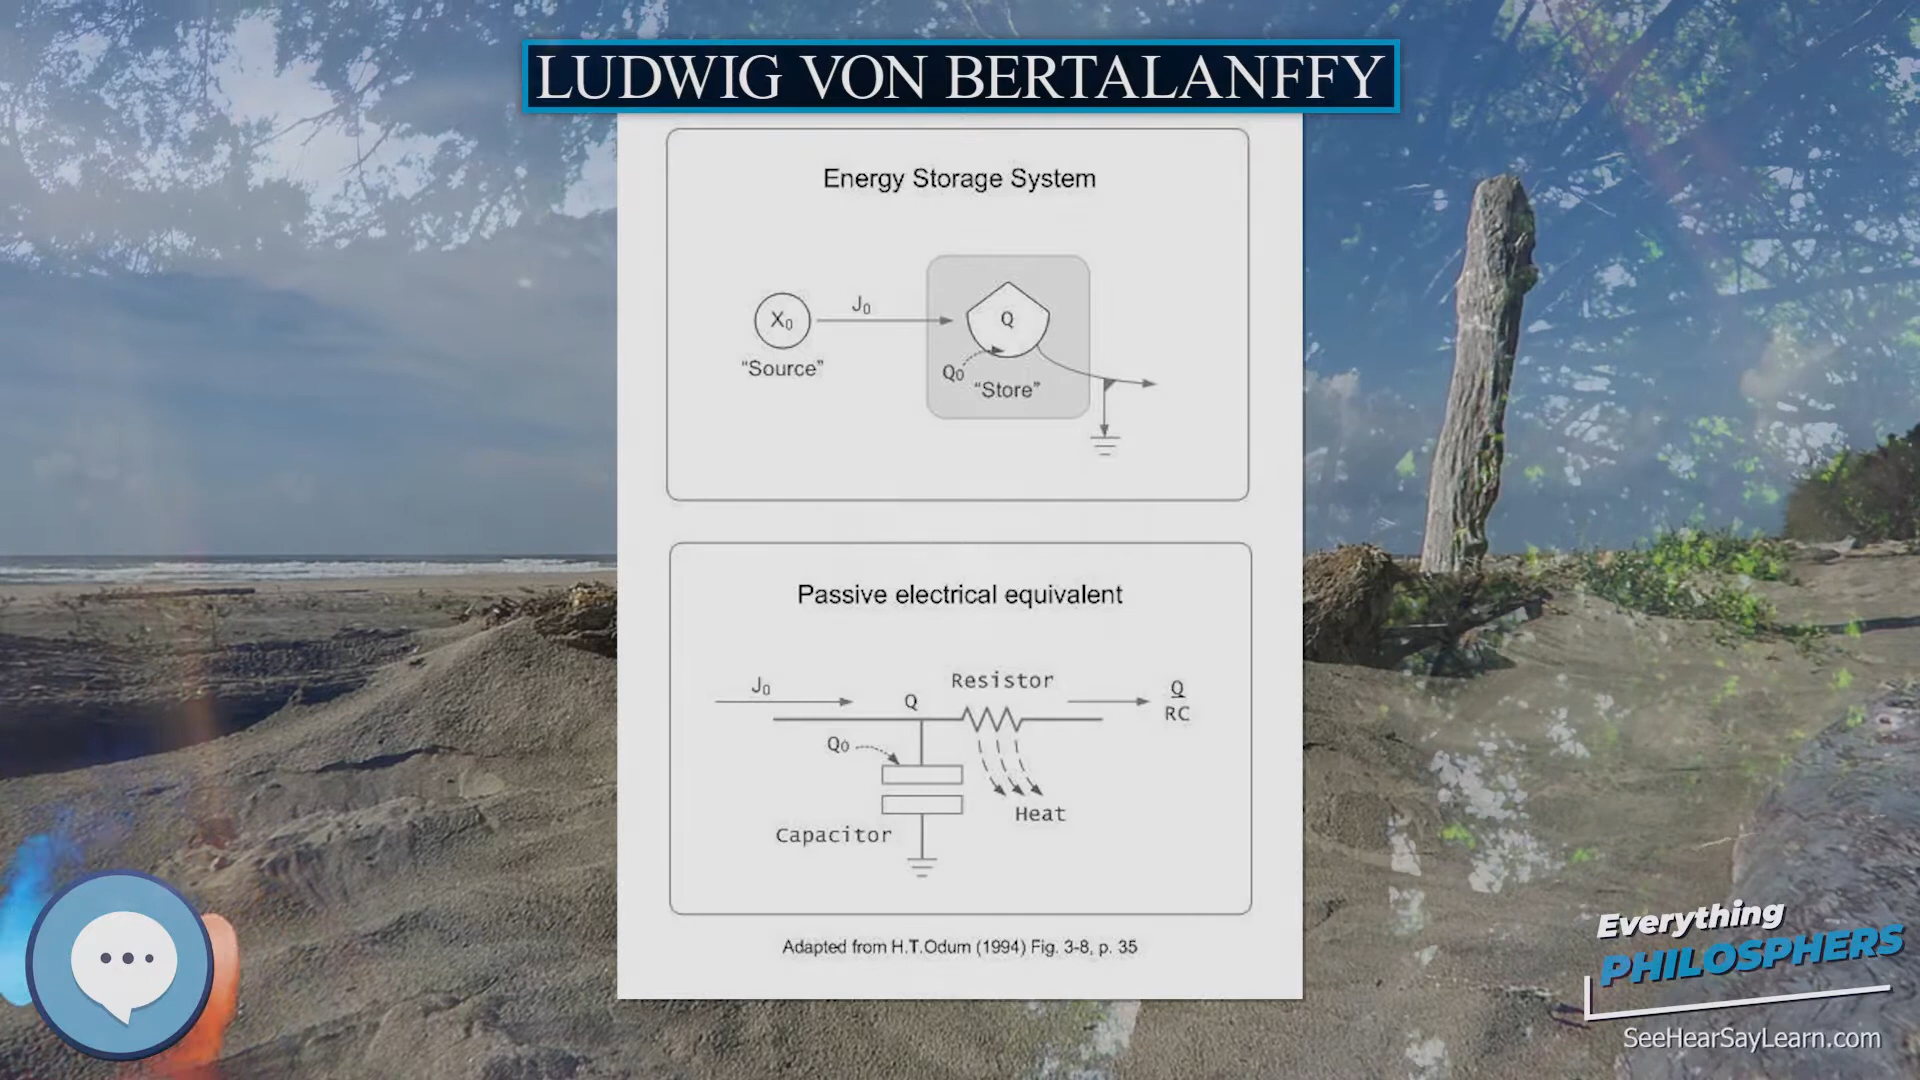 LUDWIG VON BERTALANFFY
Energy Storage System
X0
J0
Q
"Source"
Q0
"Store"
Passive electrical equivalent
J0
Q
Resistor
Q
RC
Q0
Heat
Capacitor
Adapted from H.T.Odum (1994) Fig. 3-8, p. 35
Everything
PHILOSPHERS
SeeHearSayLearn.com